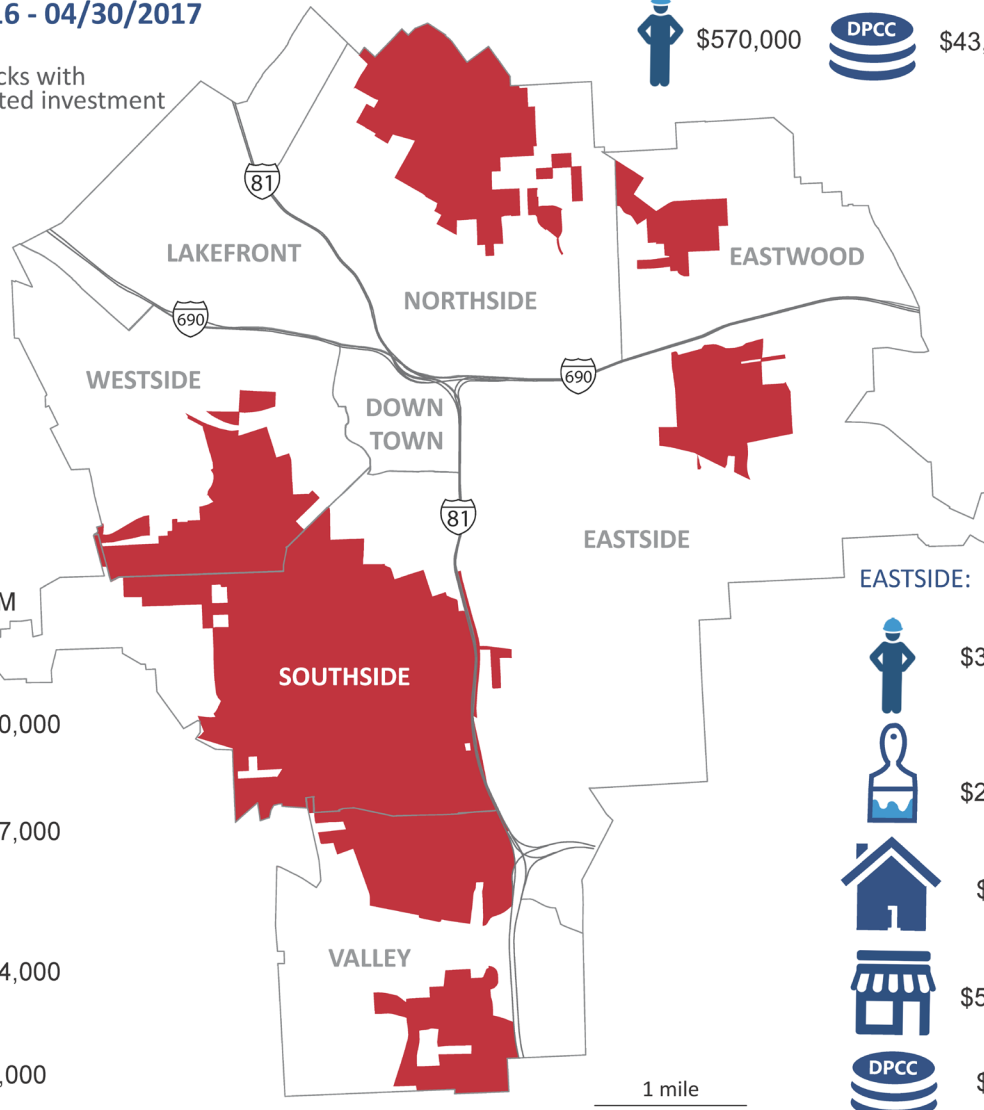 16 - 04/30/2017
cks with
ted investment
$570,000
DPCC
$43,
81
LAKEFRONT
NORTHSIDE
EASTWOOD
690
690
WESTSIDE
DOWN
TOWN
81
EASTSIDE
EASTSIDE:
M
$3
SOUTHSIDE
0,000
$2
7,000
1
$
VALLEY
4,000
$5
,000
1 mile
DPCC
$